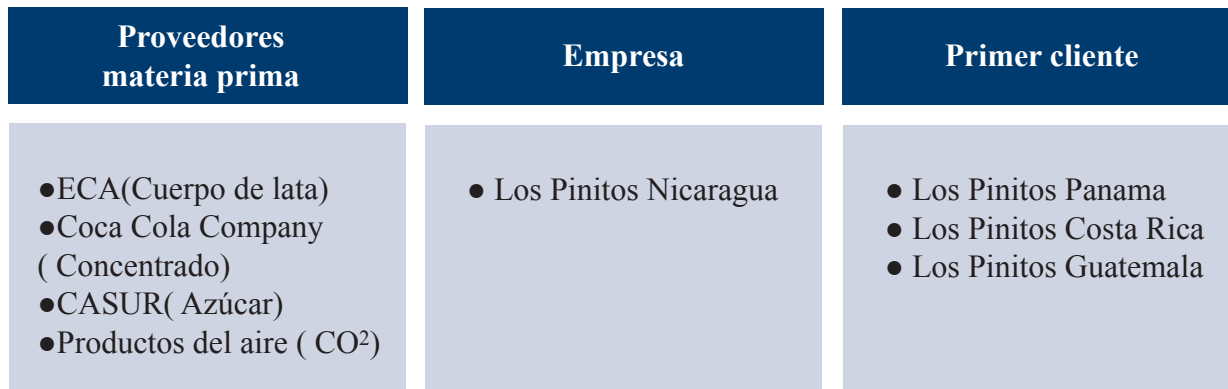 Proveedores
materia prima
●ECA(Cuerpo de lata)
●Coca Cola Company
( Concentrado)
●CASUR( Azúcar)
●Productos del aire ( CO²)
Empresa
● Los Pinitos Nicaragua
Primer cliente
● Los Pinitos Panama
● Los Pinitos Costa Rica
● Los Pinitos Guatemala